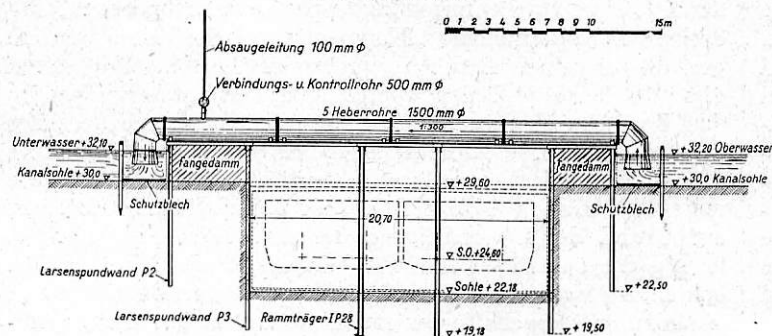 0 1 2 3 4 5 6 7 8 9 10 15m
Absaugeleitung 100 mm ϕ
Verbindungs- u. Kontrollrohr 500 mm ϕ
5 Heberrohre 1500 mm ϕ
1:300
Unterwasser +32,10
+32,20 Oberwasser
fangedamm
fangedamm
Kanalsohle +30,0
+30,0 Kanalsohle
Schutzblech
Schutzblech
+29,60
20,70
S.O.+24,60
Larsenspundwand P2
Sohle +22,18
+22,50
Larsenspundwand P3
Rammträger I P28
+19,18
+19,50